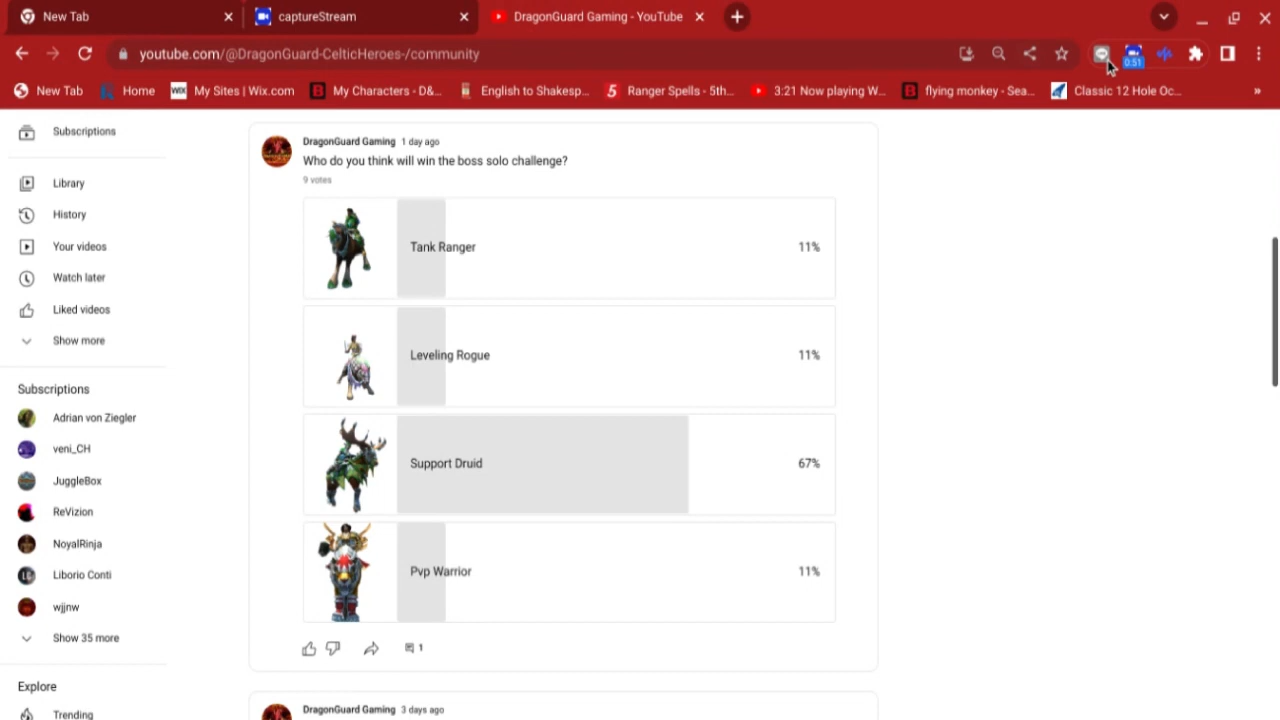 New Tab
captureStream
DragonGuard Gaming - YouTube
youtube.com/@DragonGuard-CelticHeroes-/community
0:51
New Tab
Home
WIX
My Sites | Wix.com
B
My Characters - D&...
English to Shakesp...
5
Ranger Spells - 5th...
3:21 Now playing W...
B
flying monkey - Sea...
Classic 12 Hole Oc...
»
Subscriptions
Library
History
Your videos
Watch later
Liked videos
Show more
Subscriptions
Adrian von Ziegler
veni_CH
JuggleBox
ReVizion
NoyalRinja
LC
Liborio Conti
wjjnw
Show 35 more
Explore
Trending
DragonGuard Gaming 1 day ago
Who do you think will win the boss solo challenge?
9 votes
Tank Ranger 11%
Leveling Rogue 11%
Support Druid 67%
Pvp Warrior 11%
1
DragonGuard Gaming 3 days ago